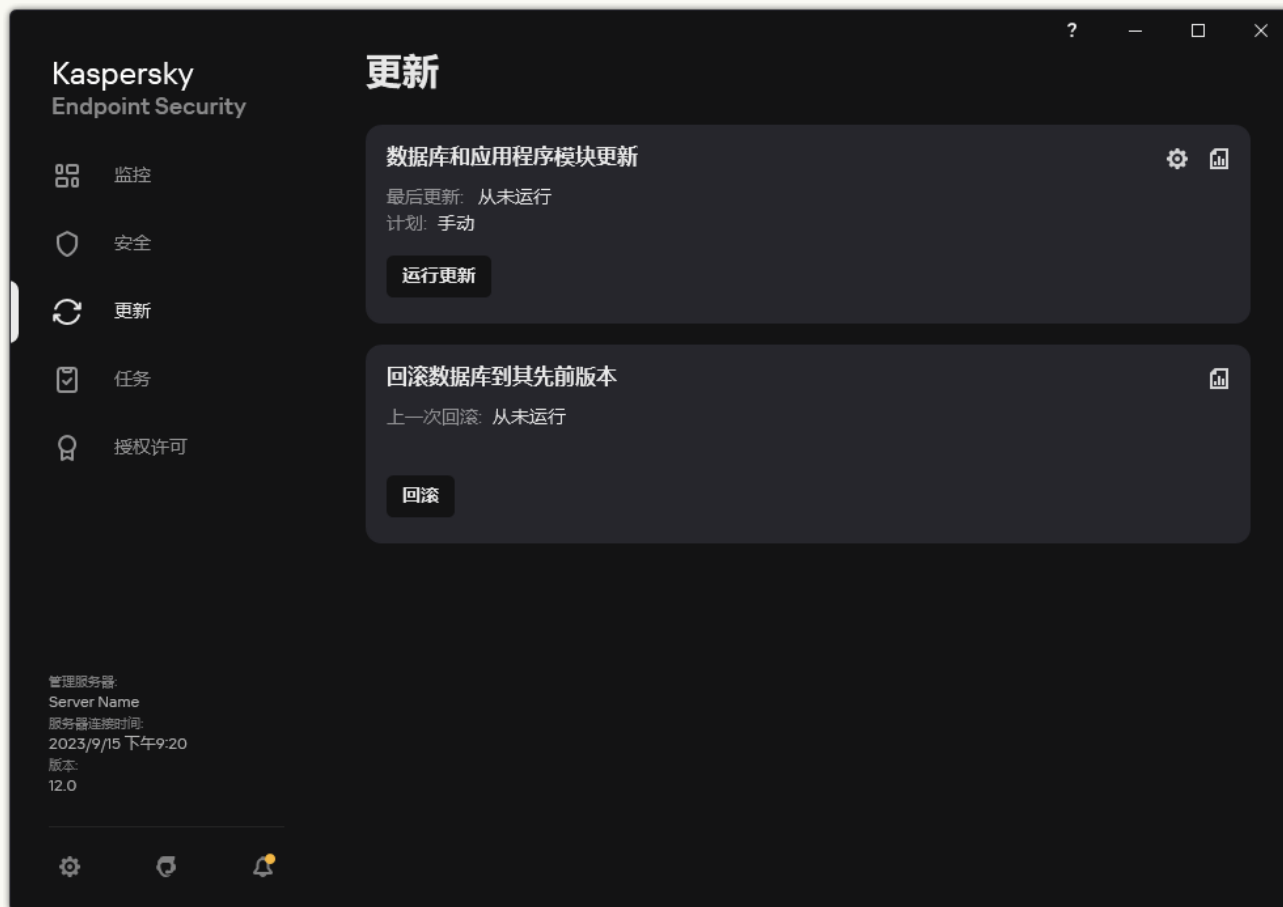 ?
Kaspersky
Endpoint Security
监控
安全
更新
任务
授权许可
管理服务器:
Server Name
服务器连接时间:
2023/9/15 下午9:20
版本:
12.0
更新
数据库和应用程序模块更新
最后更新: 从未运行
计划: 手动
运行更新
回滚数据库到其先前版本
上一次回滚: 从未运行
回滚